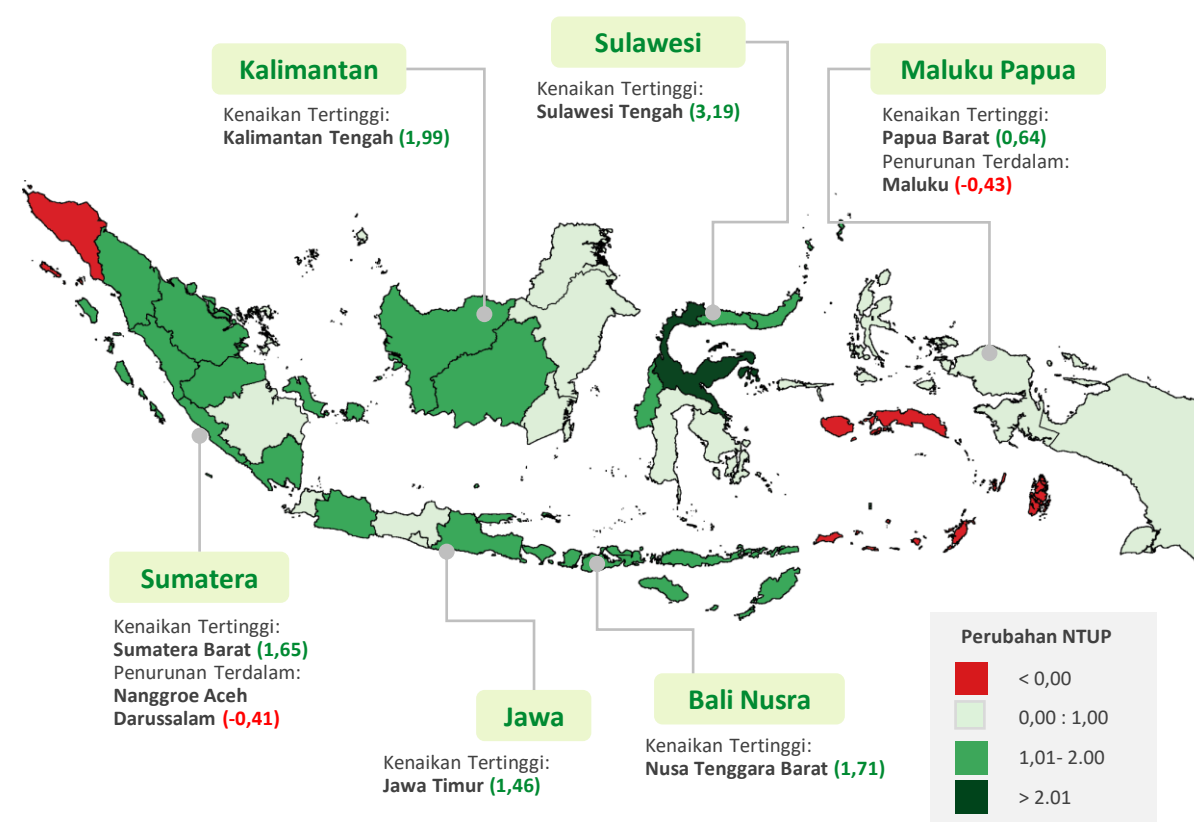 Sulawesi
Kenaikan Tertinggi:
Sulawesi Tengah (3,19)
Kalimantan
Kenaikan Tertinggi:
Kalimantan Tengah (1,99)
Maluku Papua
Kenaikan Tertinggi:
Papua Barat (0,64)
Penurunan Terdalam:
Maluku (-0,43)
Sumatera
Kenaikan Tertinggi:
Sumatera Barat (1,65)
Penurunan Terdalam:
Nanggroe Aceh
Darussalam (-0,41)
Jawa
Kenaikan Tertinggi:
Jawa Timur (1,46)
Bali Nusra
Kenaikan Tertinggi:
Nusa Tenggara Barat (1,71)
Perubahan NTUP
< 0,00
0,00 : 1,00
1,01- 2.00
> 2.01